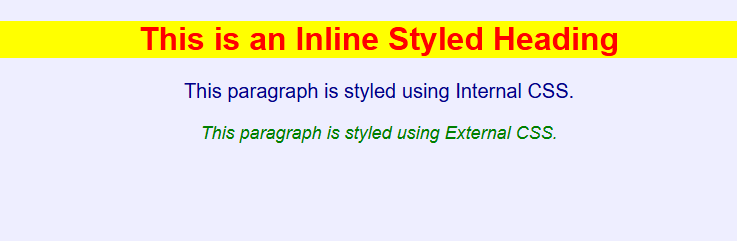 This is an Inline Styled Heading
This paragraph is styled using Internal CSS.
This paragraph is styled using External CSS.